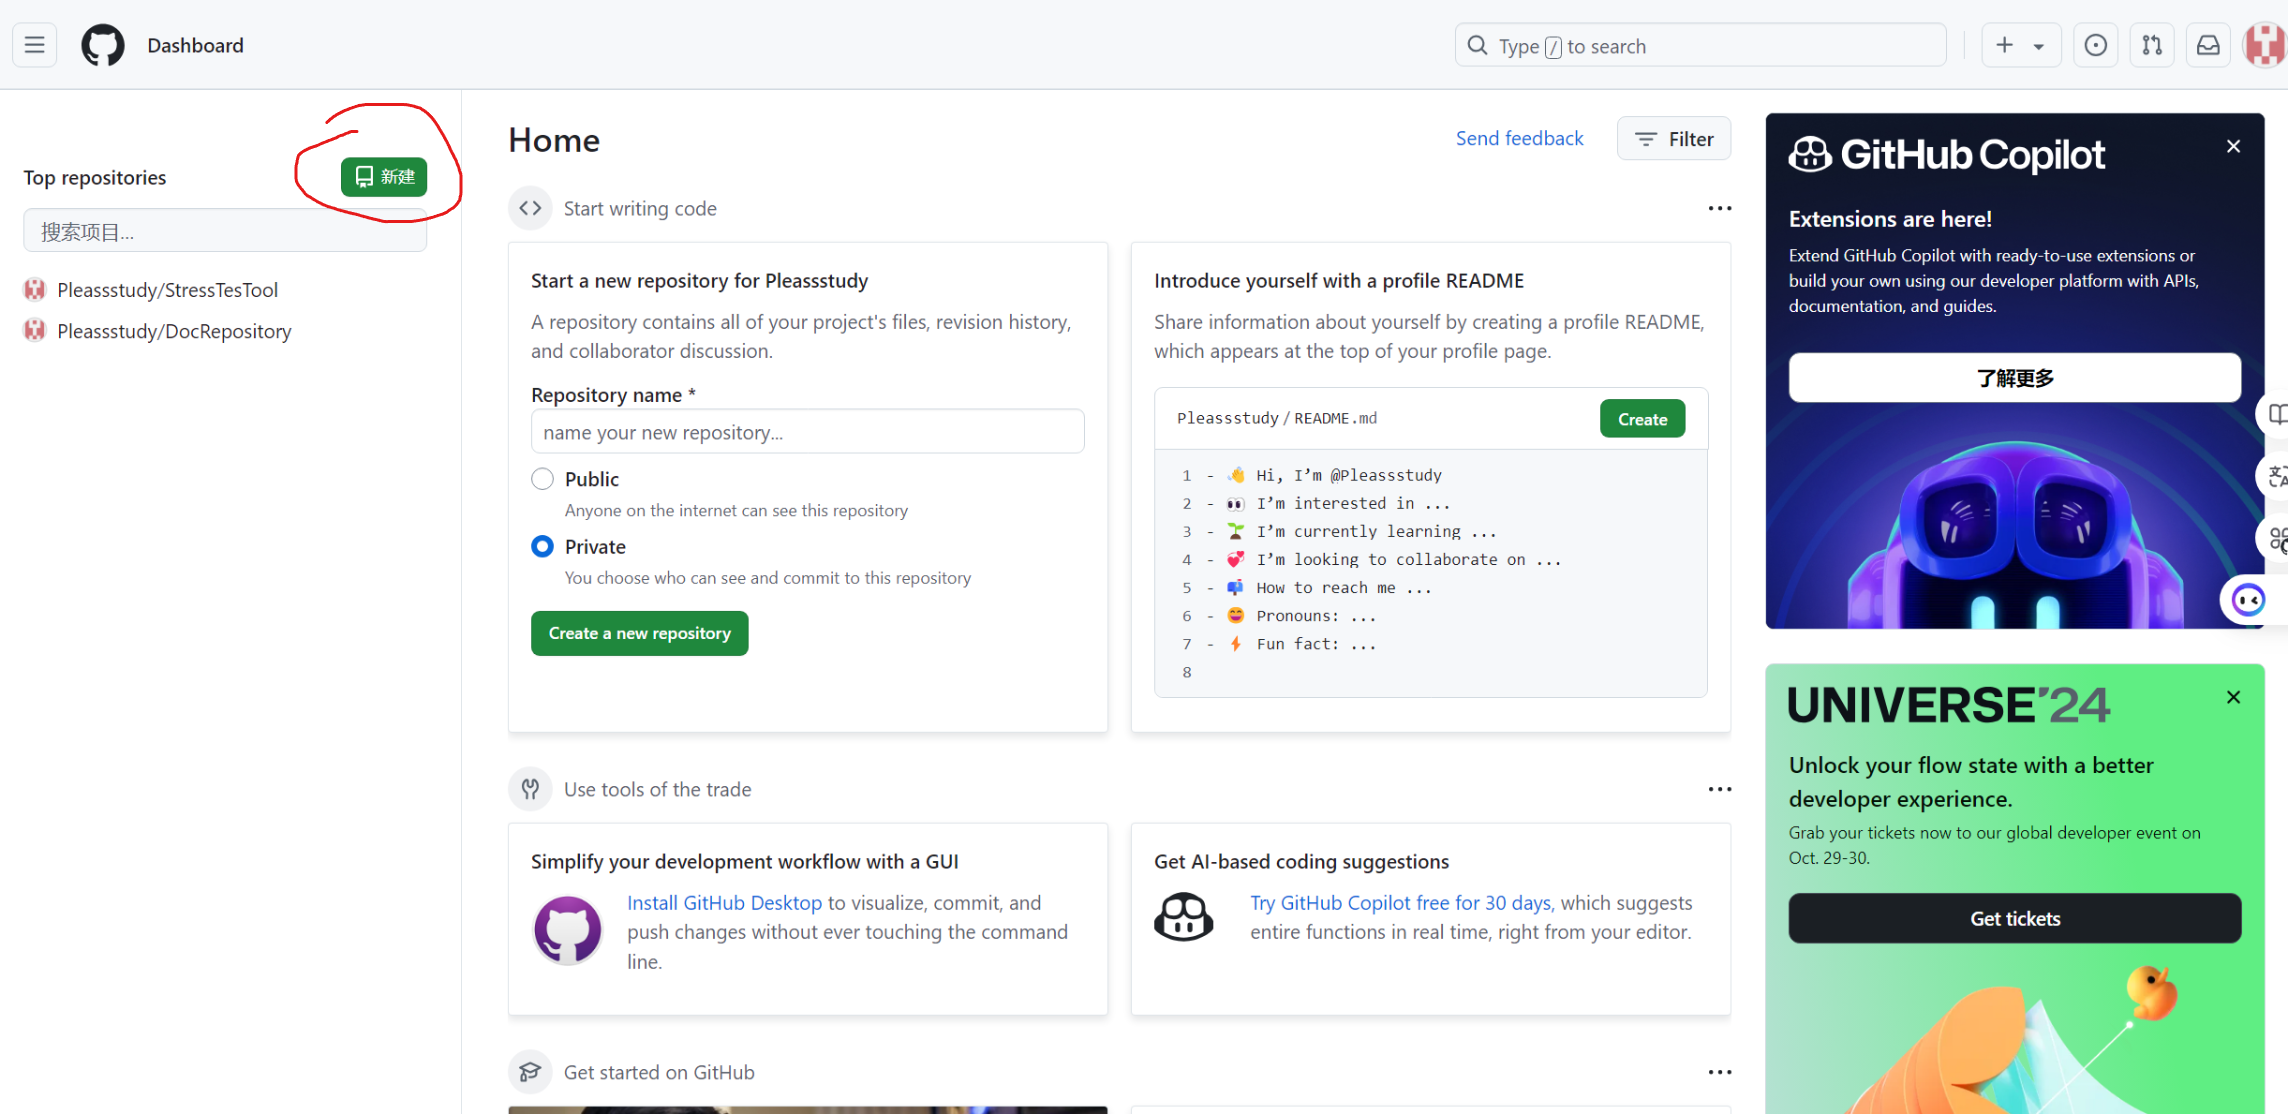 Dashboard
Type / to search
Top repositories
新建
搜索项目...
Pleassstudy/StressTesTool
Pleassstudy/DocRepository
Home
Send feedback
Filter
Start writing code
Start a new repository for Pleassstudy
A repository contains all of your project's files, revision history,
and collaborator discussion.
Repository name *
name your new repository...
Public
Anyone on the internet can see this repository
Private
You choose who can see and commit to this repository
Create a new repository
Introduce yourself with a profile README
Share information about yourself by creating a profile README,
which appears at the top of your profile page.
Pleassstudy / README.md
Create
1 - 👋 Hi, I’m @Pleassstudy
2 - 👀 I’m interested in ...
3 - 🌱 I’m currently learning ...
4 - 💞️ I’m looking to collaborate on ...
5 - 📫 How to reach me ...
6 - 😄 Pronouns: ...
7 - ⚡ Fun fact: ...
8
Use tools of the trade
Simplify your development workflow with a GUI
Install GitHub Desktop to visualize, commit, and
push changes without ever touching the command
line.
Get AI-based coding suggestions
Try GitHub Copilot free for 30 days, which suggests
entire functions in real time, right from your editor.
Get started on GitHub
GitHub Copilot
Extensions are here!
Extend GitHub Copilot with ready-to-use extensions or
build your own using our developer platform with APIs,
documentation, and guides.
了解更多
UNIVERSE'24
Unlock your flow state with a better
developer experience.
Grab your tickets now to our global developer event on
Oct. 29-30.
Get tickets